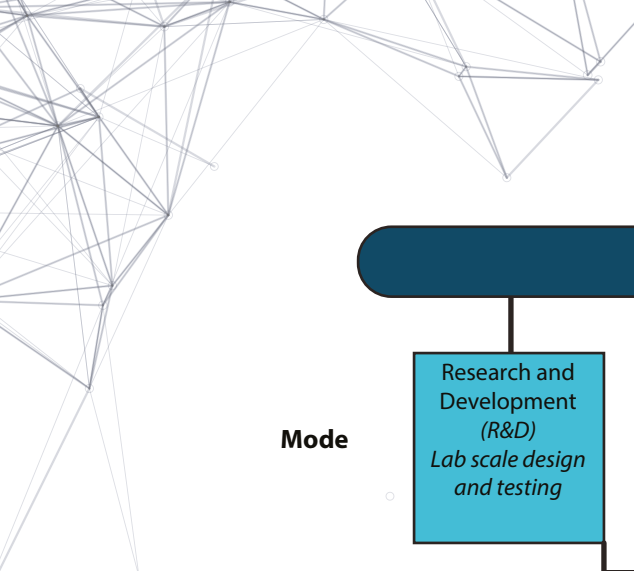 Research and
Development
(R&D)
Mode
Lab scale design
and testing